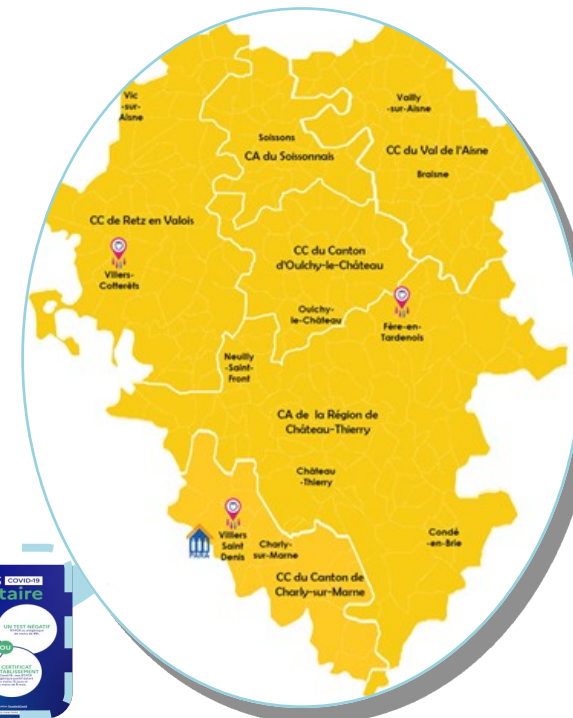 Vic
-sur-
Aisne
Vailly
-sur-Aisne
Soissons
CA du Soissonnais
CC du Val de l'Aisne
Braisne
CC de Retz en Valois
Villers-
Cotterêts
CC du Canton
d'Oulchy-le-Château
Oulchy-
le-Château
Fère-en-
Tardenois
Neuilly
-Saint-
Front
CA de la Région de
Château-Thierry
Château
-Thierry
Villiers
Saint
Denis
Charly-
sur-Marne
Condé
-en-Brie
CC du Canton de
Charly-sur-Marne
COVID-19
taire
UN TEST NÉGATIF
OU
CERTIFICAT